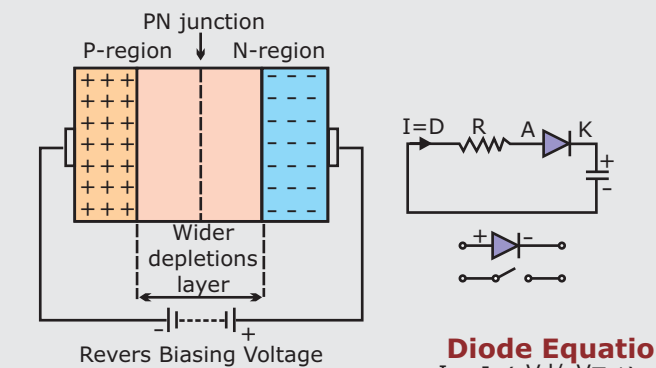 PN junction
P-region N-region
+++ - - -
+++ - - -
+++ - - -
+++ - - -
+++ - - -
+++ - - -
+++ - - -
Wider
depletions
layer
- +
Revers Biasing Voltage
I=D R A K
+
-
+ -
Diode Equatio